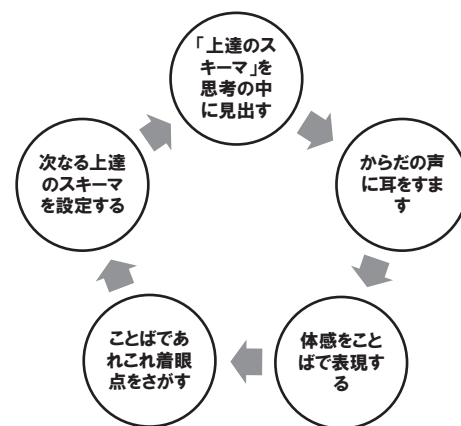 「上達のス
キーマ」を
思考の中
に見出す
からだの声
に耳をすま
す
体感をこと
ばで表現す
る
ことばであ
れこれ着眼
点をさがす
次なる上達
のスキーマ
を設定する